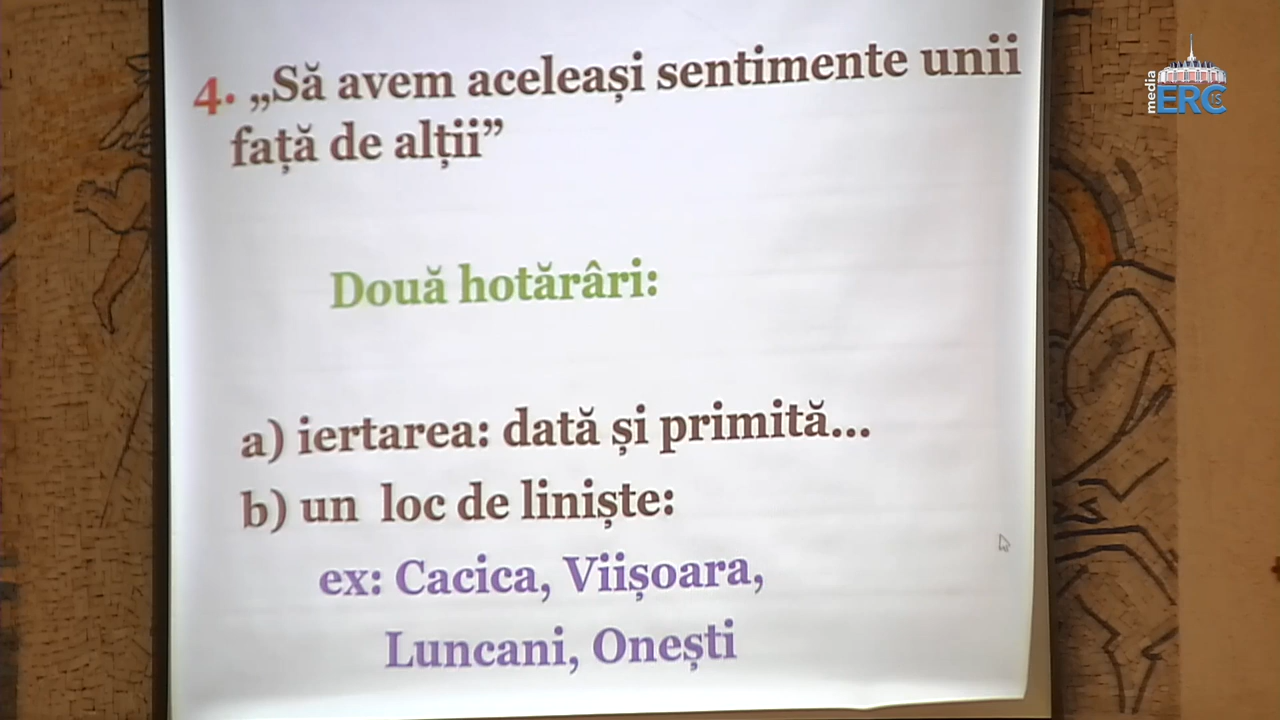 4. „Să avem aceleași sentimente unii
față de alții”
Două hotărâri:
a) iertarea: dată și primită...
b) un loc de liniște:
ex: Cacica, Viișoara,
Luncani, Onești
media
ERC